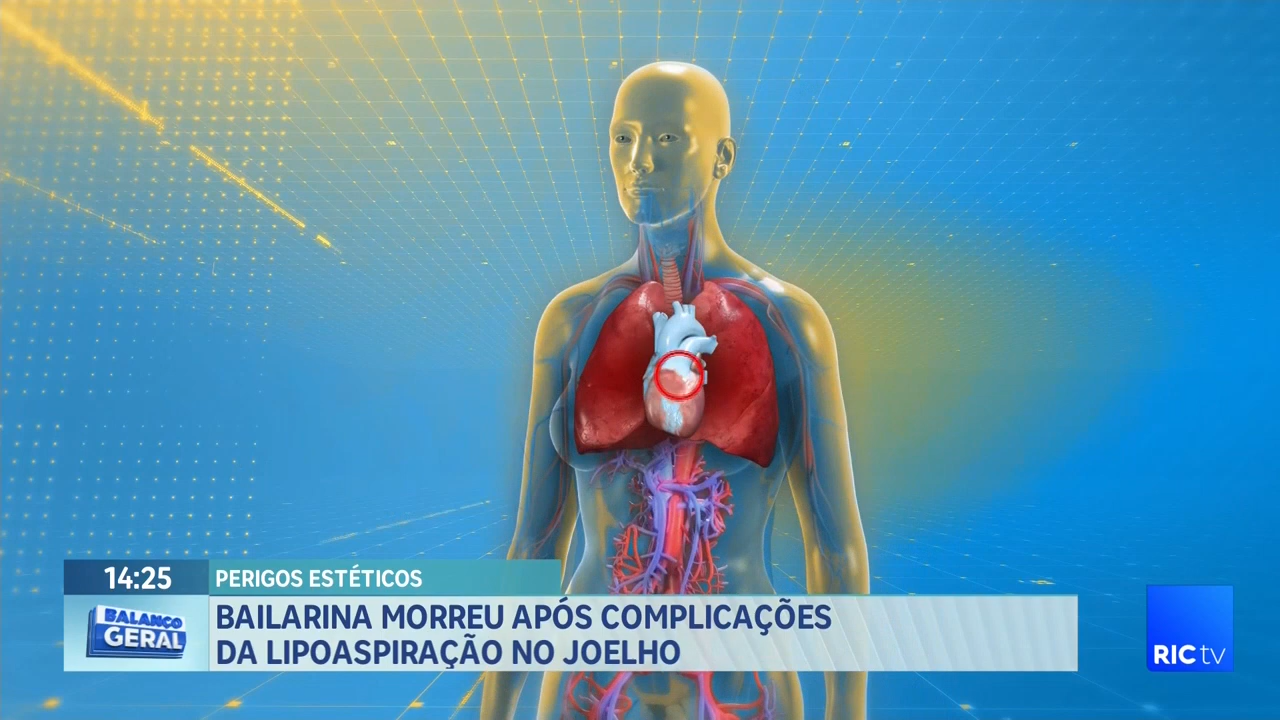 14:25
PERIGOS ESTÉTICOS
BALANÇO
GERAL
BAILARINA MORREU APÓS COMPLICAÇÕES
DA LIPOASPIRAÇÃO NO JOELHO
RIC tv